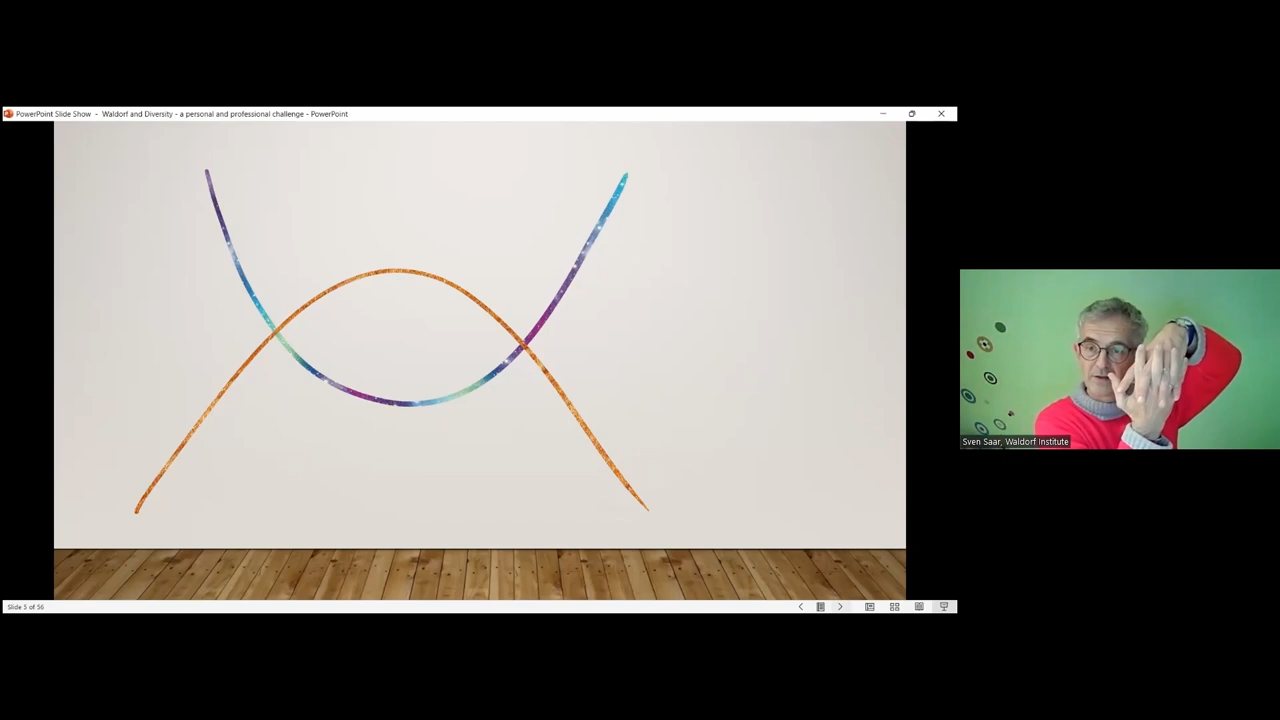 PowerPoint Slide Show - Waldorf and Diversity - a personal and professional challenge - PowerPoint
Sven Saar, Waldorf Institute
Slide 5 of 56